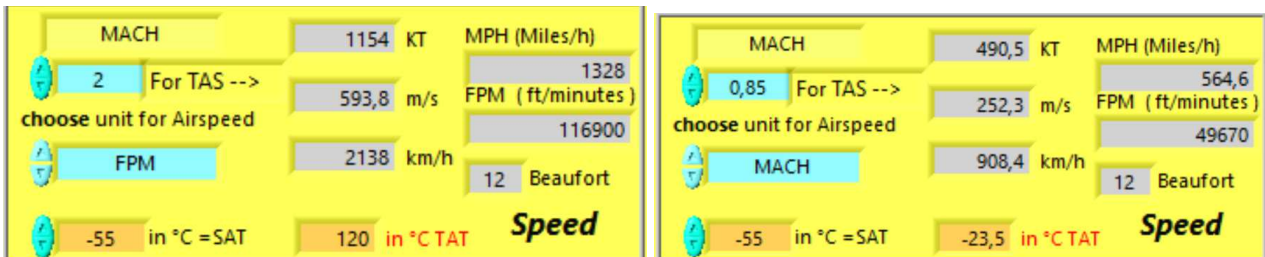 MACH
1154 KT
MPH (Miles/h)
1328
2 For TAS -->
593,8 m/s
FPM ( ft/minutes )
116900
choose unit for Airspeed
FPM
2138 km/h
12 Beaufort
-55 in °C =SAT
120 in °C TAT
Speed
MACH
490,5 KT
MPH (Miles/h)
564,6
0,85 For TAS -->
252,3 m/s
FPM ( ft/minutes )
49670
choose unit for Airspeed
MACH
908,4 km/h
12 Beaufort
-55 in °C =SAT
-23,5 in °C TAT
Speed